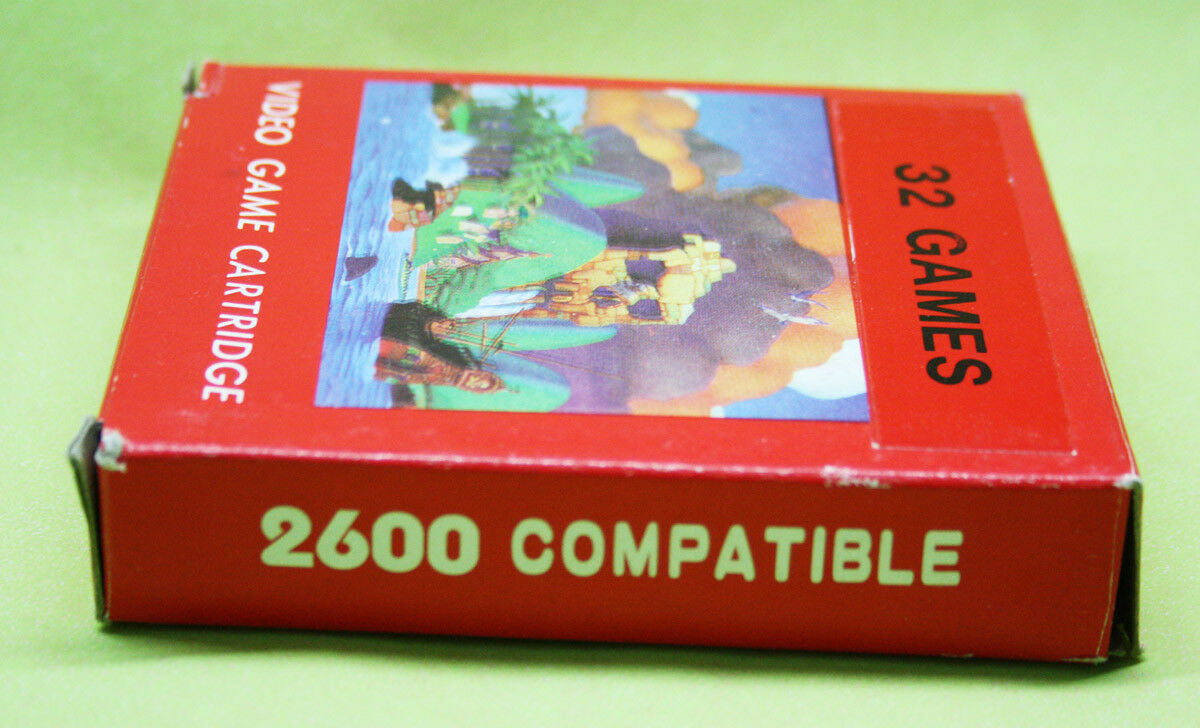 32 GAMES
VIDEO GAME CARTRIDGE
2600 COMPATIBLE